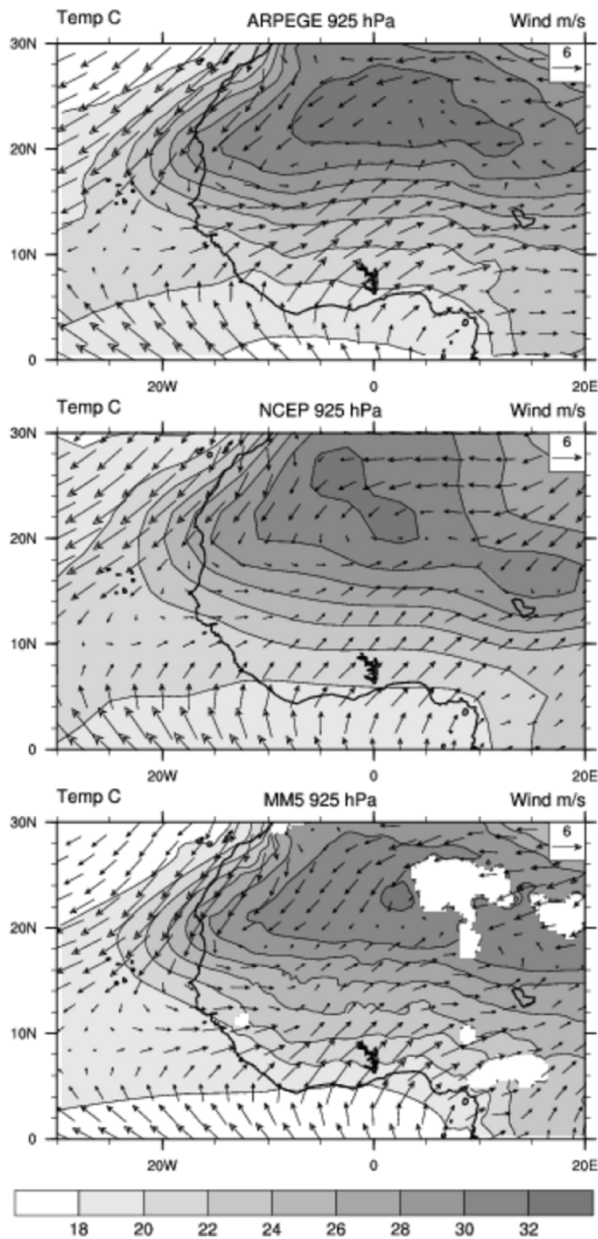 Temp C ARPEGE 925 hPa Wind m/s
6
30N
20N
10N
0
20W 0 20E
Temp C NCEP 925 hPa Wind m/s
6
30N
20N
10N
0
20W 0 20E
Temp C MM5 925 hPa Wind m/s
6
30N
20N
10N
0
20W 0 20E
18 20 22 24 26 28 30 32